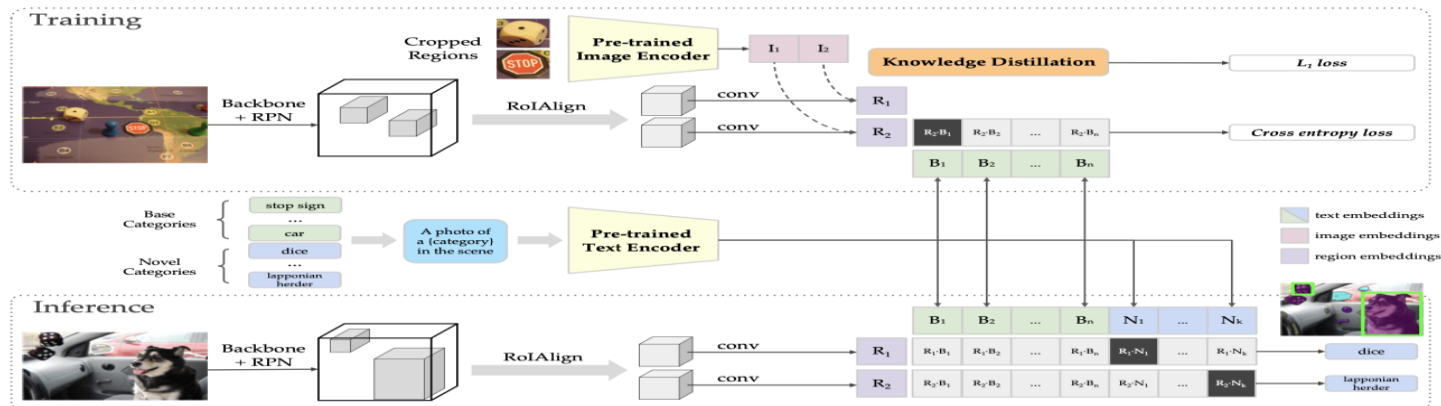 Training
Cropped
Regions
STOP
Pre-trained
Image Encoder
I₁ I₂
Knowledge Distillation
L₁ loss
Backbone
+ RPN
STOP
RoIAlign
conv
R₁
conv
R₂
R₂·B₁ R₂·B₂ ... R₂·Bₙ
Cross entropy loss
B₁ B₂ ... Bₙ
Base
Categories
stop sign
...
car
Novel
Categories
dice
...
lapponian
herder
A photo of
a {category}
in the scene
Pre-trained
Text Encoder
text embeddings
image embeddings
region embeddings
Inference
Backbone
+ RPN
RoIAlign
B₁ B₂ ... Bₙ N₁ ... Nₖ
conv
R₁
R₁·B₁ R₁·B₂ ... R₁·Bₙ R₁·N₁ ... R₁·Nₖ
dice
conv
R₂
R₂·B₁ R₂·B₂ ... R₂·Bₙ R₂·N₁ ... R₂·Nₖ
lapponian
herder